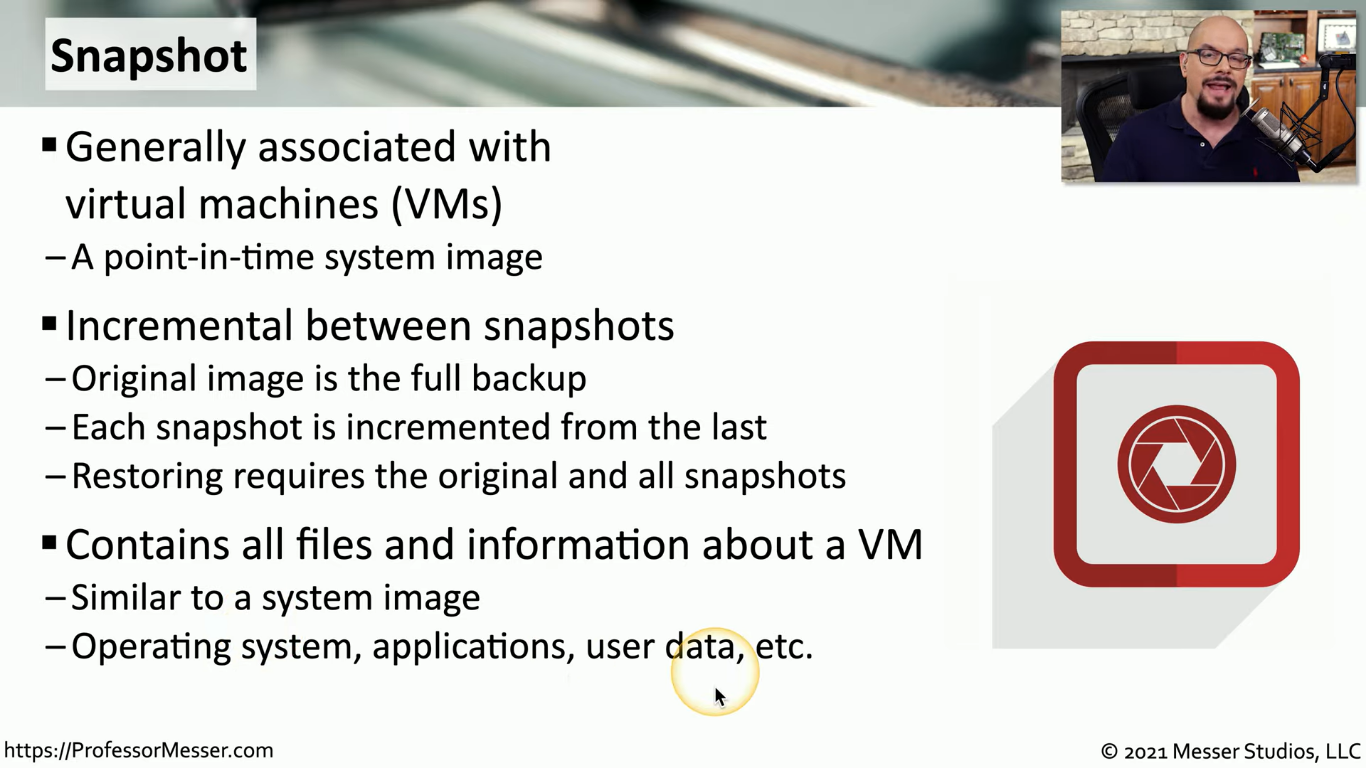 Snapshot
▪ Generally associated with
virtual machines (VMs)
– A point-in-time system image
▪ Incremental between snapshots
– Original image is the full backup
– Each snapshot is incremented from the last
– Restoring requires the original and all snapshots
▪ Contains all files and information about a VM
– Similar to a system image
– Operating system, applications, user data, etc.
https://ProfessorMesser.com
© 2021 Messer Studios, LLC